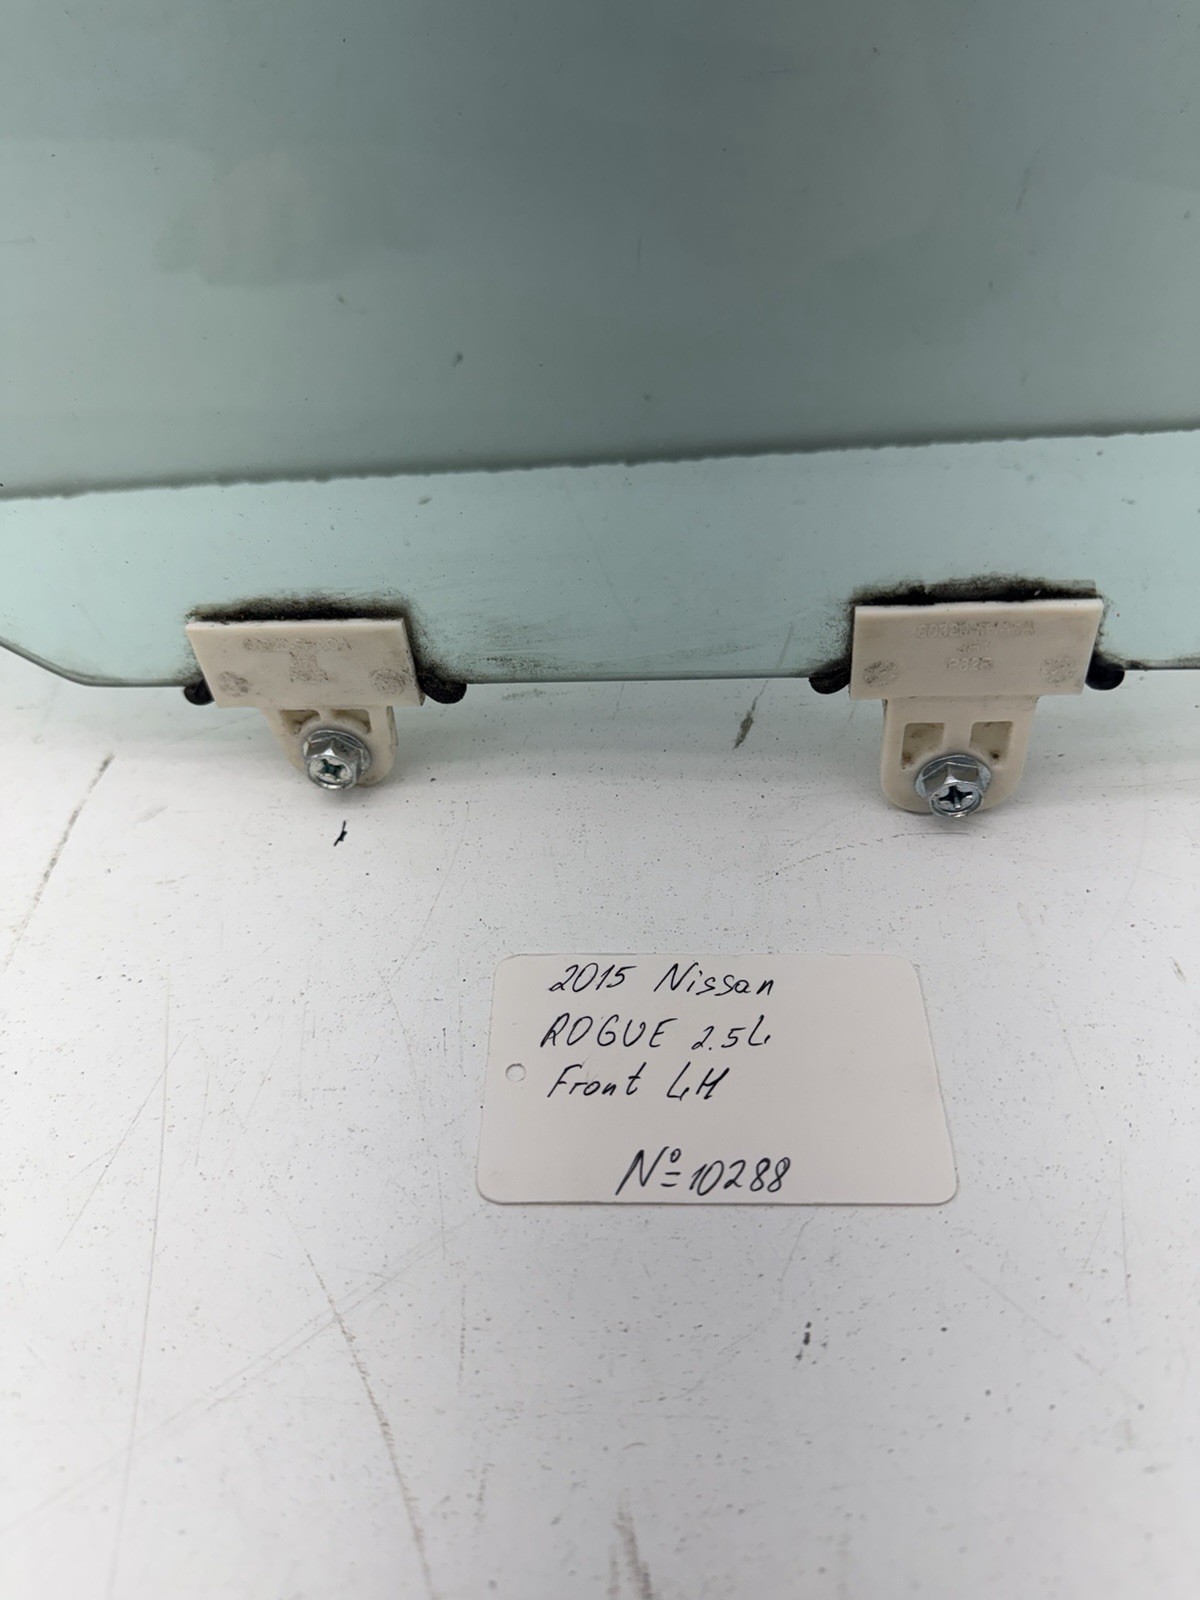 2015 Nissan
ROGUE 2.5L
Front LH
№10288